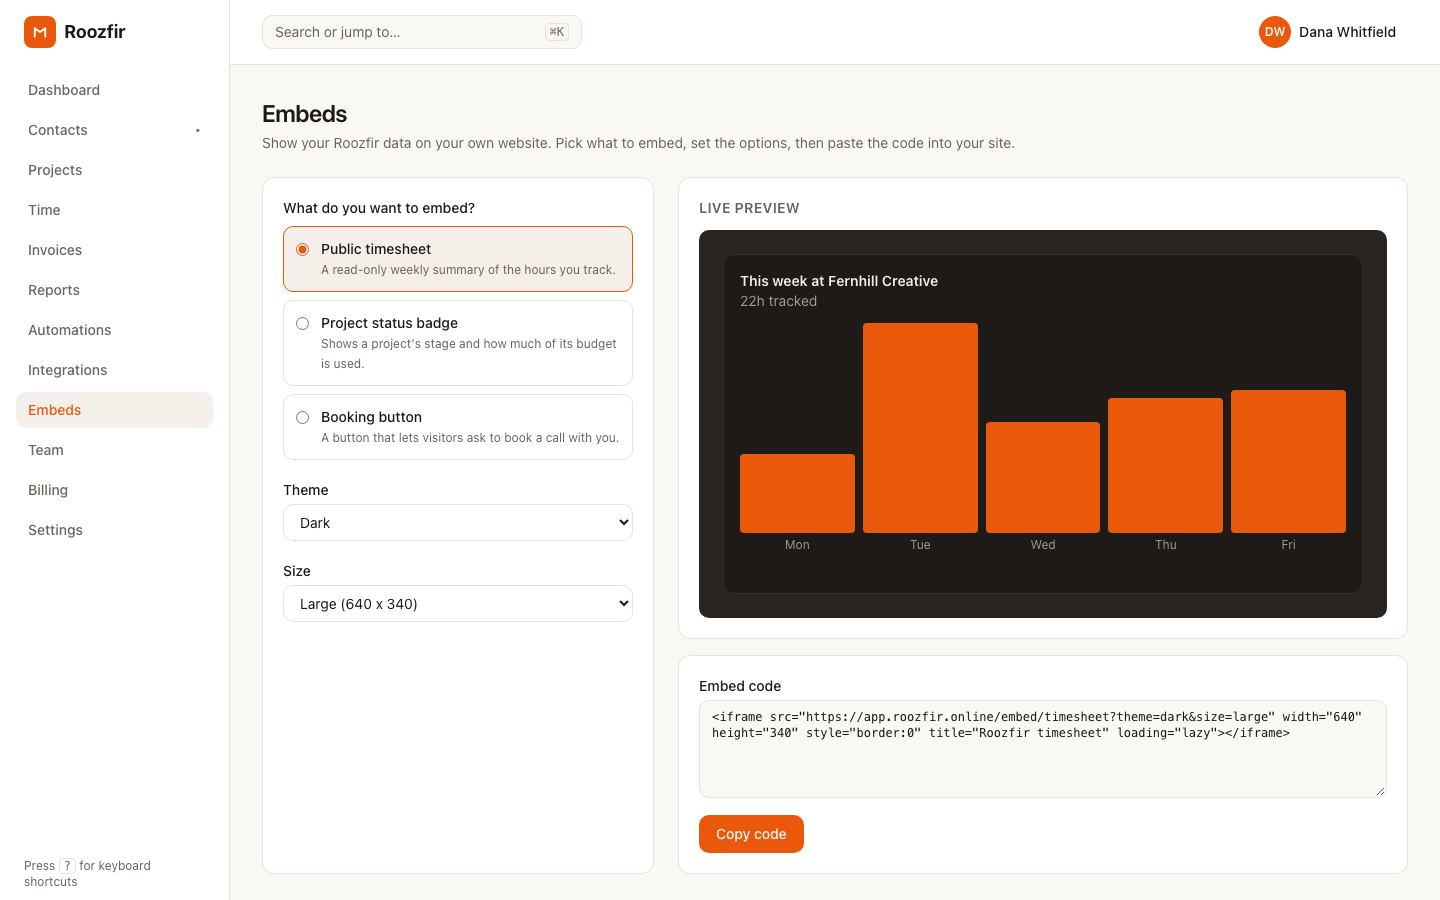 Roozfir
Search or jump to...
⌘K
DW
Dana Whitfield
Dashboard
Contacts
Projects
Time
Invoices
Reports
Automations
Integrations
Embeds
Team
Billing
Settings
Press ? for keyboard
shortcuts
Embeds
Show your Roozfir data on your own website. Pick what to embed, set the options, then paste the code into your site.
What do you want to embed?
Public timesheet
A read-only weekly summary of the hours you track.
Project status badge
Shows a project's stage and how much of its budget
is used.
Booking button
A button that lets visitors ask to book a call with you.
Theme
Dark
Size
Large (640 x 340)
LIVE PREVIEW
This week at Fernhill Creative
22h tracked
Mon Tue Wed Thu Fri
Embed code
<iframe src="https://app.roozfir.online/embed/timesheet?theme=dark&size=large" width="640"
height="340" style="border:0" title="Roozfir timesheet" loading="lazy"></iframe>
Copy code